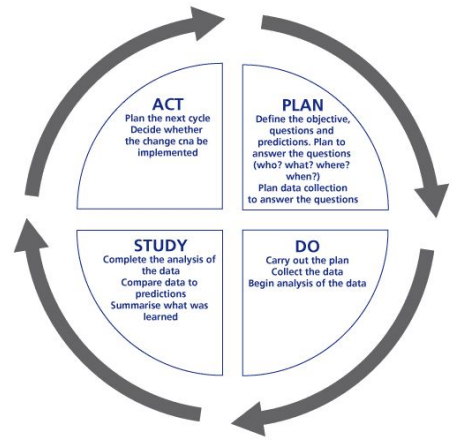 ACT
Plan the next cycle
Decide whether
the change cna be
implemented
PLAN
Define the objective,
questions and
predictions. Plan to
answer the questions
(who? what? where?
when?)
Plan data collection
to answer the questions
STUDY
Complete the analysis of
the data
Compare data to
predictions
Summarise what was
learned
DO
Carry out the plan
Collect the data
Begin analysis of the data